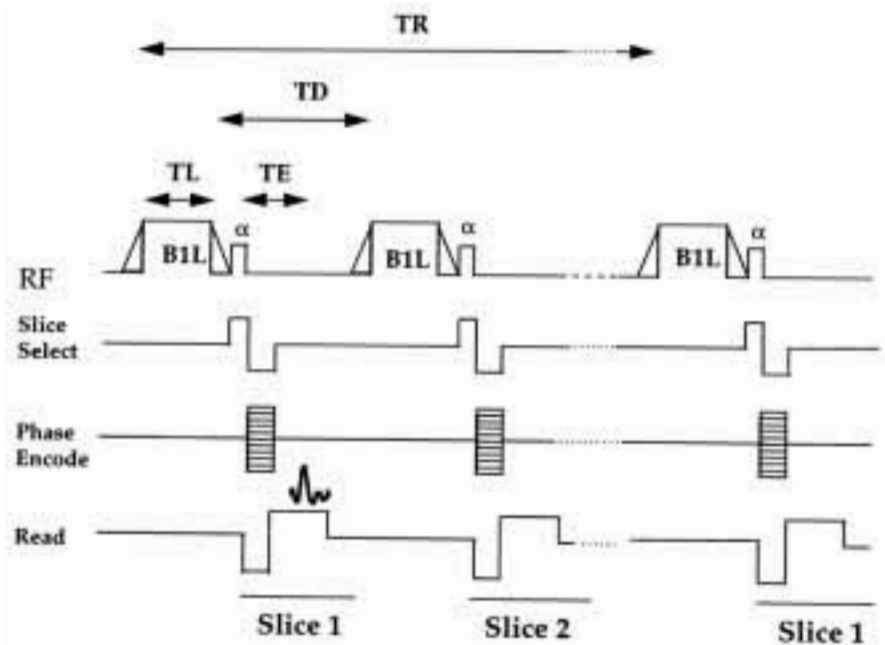 TR
TD
TL TE
α α α
B1L B1L B1L
RF
Slice
Select
Phase
Encode
Read
Slice 1 Slice 2 Slice 1